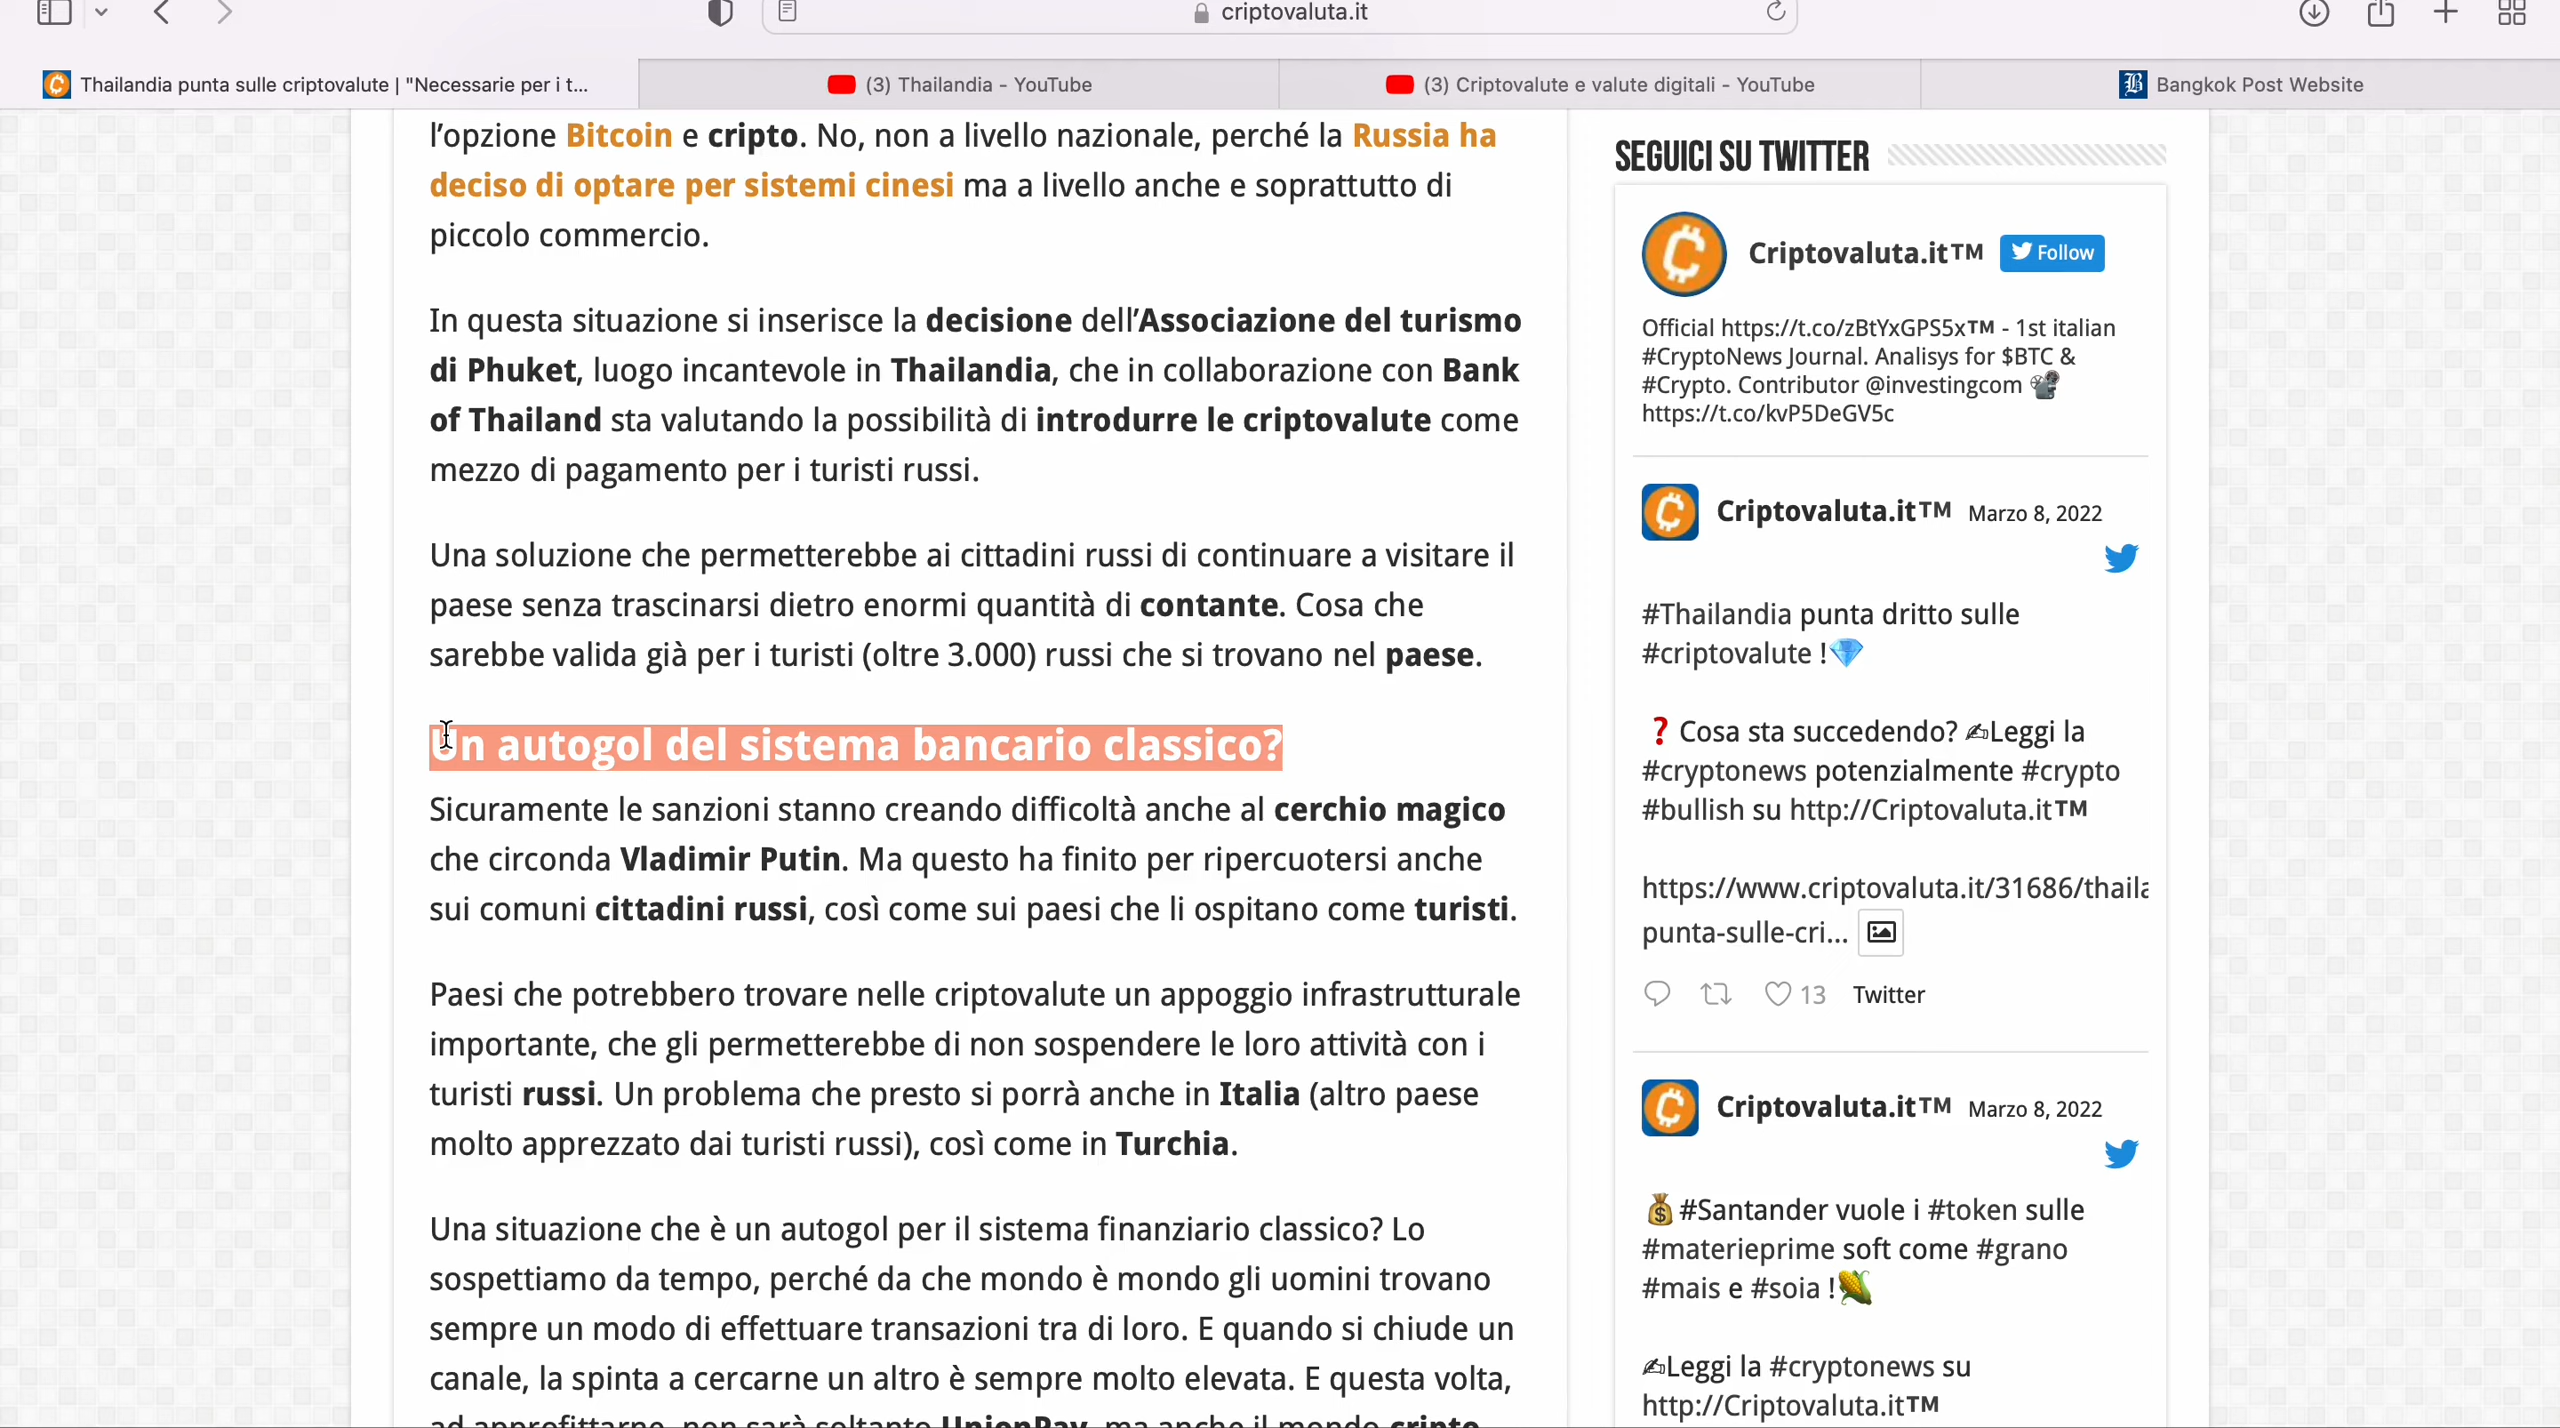 criptovaluta.it
Thailandia punta sulle criptovalute | "Necessarie per i t...
(3) Thailandia - YouTube
(3) Criptovalute e valute digitali - YouTube
Bangkok Post Website
l'opzione Bitcoin e cripto. No, non a livello nazionale, perché la Russia ha
deciso di optare per sistemi cinesi ma a livello anche e soprattutto di
piccolo commercio.
In questa situazione si inserisce la decisione dell'Associazione del turismo
di Phuket, luogo incantevole in Thailandia, che in collaborazione con Bank
of Thailand sta valutando la possibilità di introdurre le criptovalute come
mezzo di pagamento per i turisti russi.
Una soluzione che permetterebbe ai cittadini russi di continuare a visitare il
paese senza trascinarsi dietro enormi quantità di contante. Cosa che
sarebbe valida già per i turisti (oltre 3.000) russi che si trovano nel paese.
Un autogol del sistema bancario classico?
Sicuramente le sanzioni stanno creando difficoltà anche al cerchio magico
che circonda Vladimir Putin. Ma questo ha finito per ripercuotersi anche
sui comuni cittadini russi, così come sui paesi che li ospitano come turisti.
Paesi che potrebbero trovare nelle criptovalute un appoggio infrastrutturale
importante, che gli permetterebbe di non sospendere le loro attività con i
turisti russi. Un problema che presto si porrà anche in Italia (altro paese
molto apprezzato dai turisti russi), così come in Turchia.
Una situazione che è un autogol per il sistema finanziario classico? Lo
sospettiamo da tempo, perché da che mondo è mondo gli uomini trovano
sempre un modo di effettuare transazioni tra di loro. E quando si chiude un
canale, la spinta a cercarne un altro è sempre molto elevata. E questa volta,
ad approfittarne, non sarà soltanto UnionPay, ma anche il mondo cripto
SEGUICI SU TWITTER
Criptovaluta.it™ Follow
Official https://t.co/zBtYxGPS5x™ - 1st italian
#CryptoNews Journal. Analisys for $BTC &
#Crypto. Contributor @investingcom 📽
https://t.co/kvP5DeGV5c
Criptovaluta.it™ Marzo 8, 2022
#Thailandia punta dritto sulle
#criptovalute !💎
❓ Cosa sta succedendo? ✍Leggi la
#cryptonews potenzialmente #crypto
#bullish su http://Criptovaluta.it™
https://www.criptovaluta.it/31686/thaila
punta-sulle-cri...
13 Twitter
Criptovaluta.it™ Marzo 8, 2022
💰#Santander vuole i #token sulle
#materieprime soft come #grano
#mais e #soia !🌽
✍Leggi la #cryptonews su
http://Criptovaluta.it™